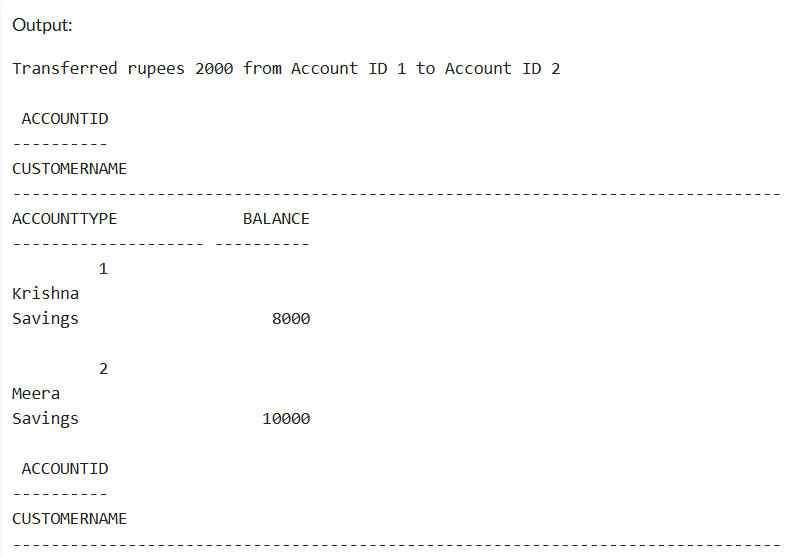 Output:
Transferred rupees 2000 from Account ID 1 to Account ID 2
 ACCOUNTID
----------
CUSTOMERNAME
--------------------------------------------------------------------------------
ACCOUNTTYPE             BALANCE
-------------------- ----------
         1
Krishna
Savings                    8000
         2
Meera
Savings                   10000
 ACCOUNTID
----------
CUSTOMERNAME
--------------------------------------------------------------------------------